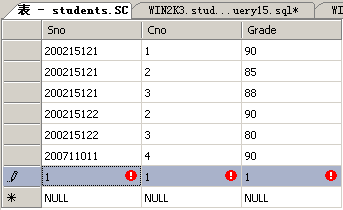 表 - students.SC WIN2K3.stud...uery15.sql* WIN
Sno Cno Grade
200215121 1 90
200215121 2 85
200215121 3 88
200215122 2 90
200215122 3 80
200711011 4 90
1 1 1
NULL NULL NULL